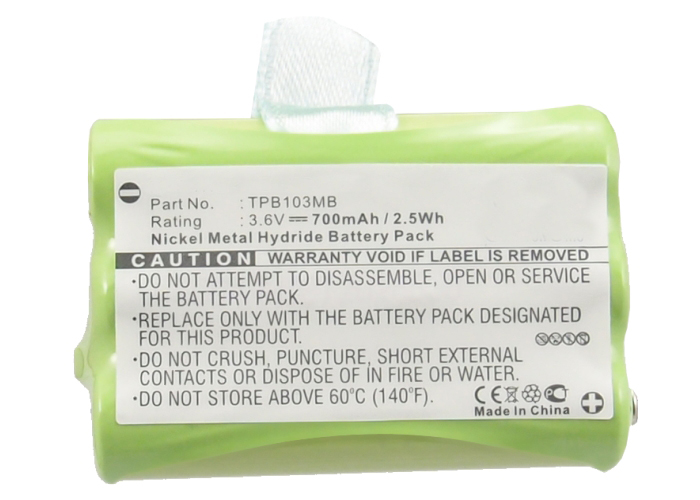 Part No. : TPB103MB
Rating : 3.6V 700mAh / 2.5Wh
Nickel Metal Hydride Battery Pack
CAUTION WARRANTY VOID IF LABEL IS REMOVED
·DO NOT ATTEMPT TO DISASSEMBLE, OPEN OR SERVICE
THE BATTERY PACK.
·REPLACE ONLY WITH THE BATTERY PACK DESIGNATED
FOR THIS PRODUCT.
·DO NOT CRUSH, PUNCTURE, SHORT EXTERNAL
CONTACTS OR DISPOSE OF IN FIRE OR WATER.
·DO NOT STORE ABOVE 60°C (140°F).
CE
Made In China